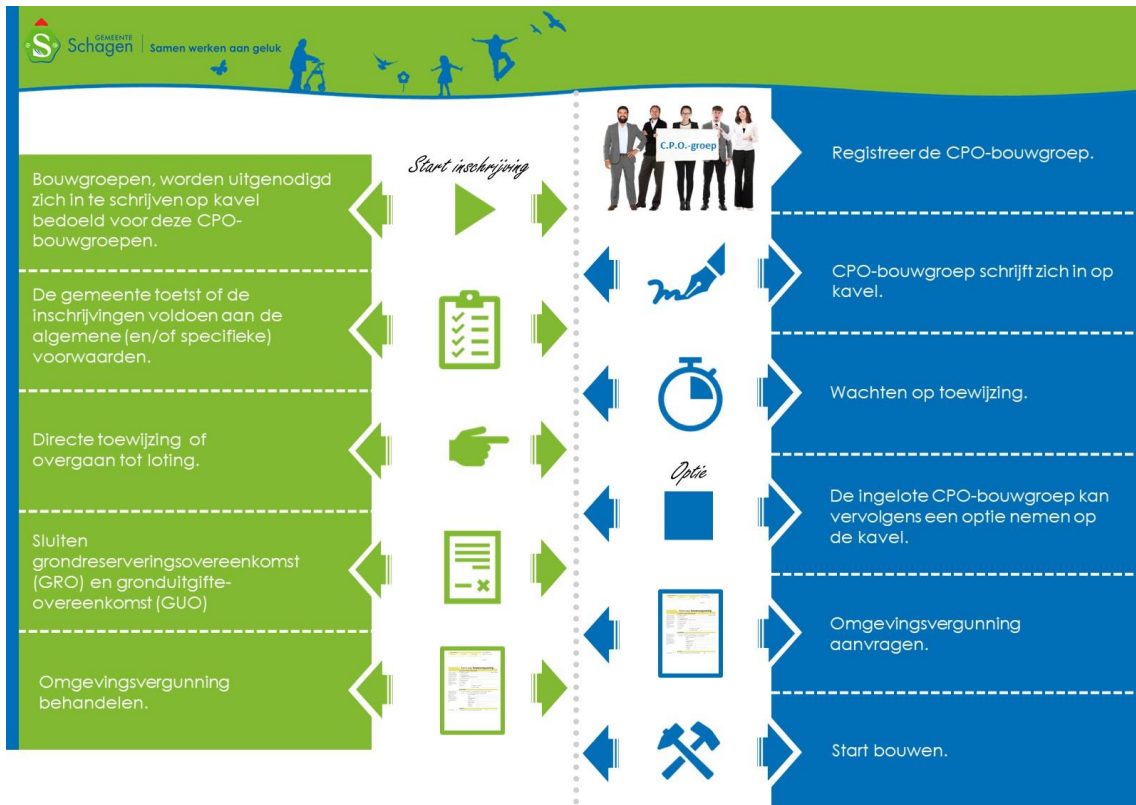 GEMEENTE
Schagen
Samen werken aan geluk
Start inschrijving
Bouwgroepen, worden uitgenodigd
zich in te schrijven op kavel
bedoeld voor deze CPO-
bouwgroepen.
De gemeente toetst of de
inschrijvingen voldoen aan de
algemene (en/of specifieke)
voorwaarden.
Directe toewijzing of
overgaan tot loting.
Sluiten
grondreserveringsovereenkomst
(GRO) en gronduitgifte-
overeenkomst (GUO)
Omgevingsvergunning
behandelen.
C.P.O.-groep
Registreer de CPO-bouwgroep.
CPO-bouwgroep schrijft zich in op
kavel.
Wachten op toewijzing.
Optie
De ingelote CPO-bouwgroep kan
vervolgens een optie nemen op
de kavel.
Omgevingsvergunning
aanvragen.
Start bouwen.